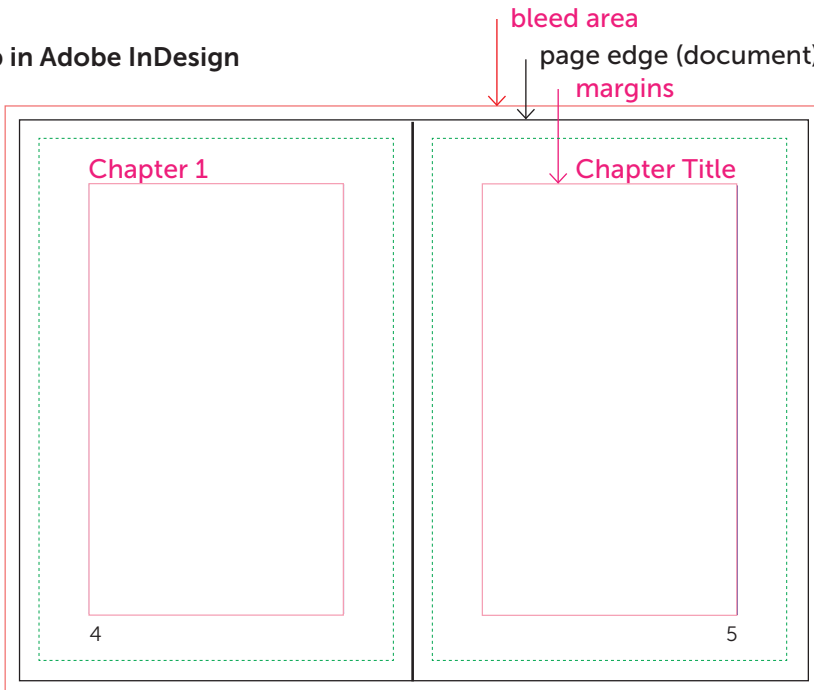 bleed area
in Adobe InDesign
page edge (document)
margins
Chapter 1
Chapter Title
4
5